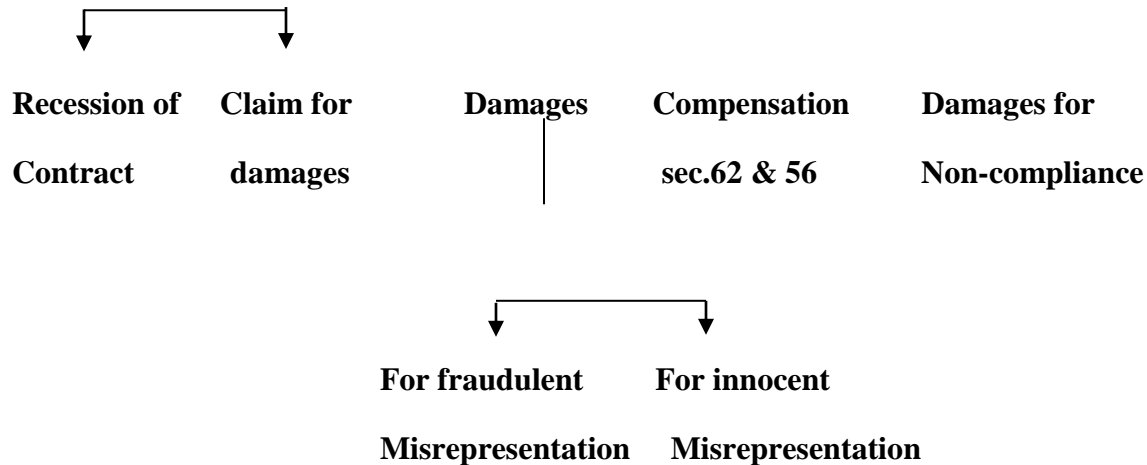 Recession of Claim for Damages Compensation Damages for
Contract damages sec.62 & 56 Non-compliance
For fraudulent For innocent
Misrepresentation Misrepresentation